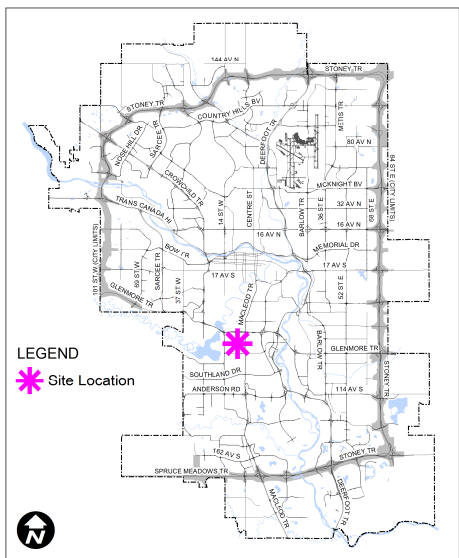 144 AV N
STONEY TR
STONEY TR
COUNTRY HILLS BV
METIS TR
NOSE HILL DR
SARCEE TR
DEERFOOT TR
80 AV N
84 ST E (CITY LIMITS)
CROWCHILD TR
MCKNIGHT BV
TRANS CANADA HI
14 ST W
CENTRE ST
BARLOW TR
36 ST E
32 AV N
68 ST E
16 AV N
16 AV N
101 ST W (CITY LIMITS)
BOW TR
MEMORIAL DR
69 ST W
SARCEE TR
37 ST W
17 AV S
17 AV S
52 ST E
GLENMORE TR
MACLEOD TR
BARLOW TR
GLENMORE TR
LEGEND
Site Location
SOUTHLAND DR
STONEY TR
ANDERSON RD
114 AV S
162 AV S
STONEY TR
SPRUCE MEADOWS TR
MACLEOD TR
DEERFOOT TR
N